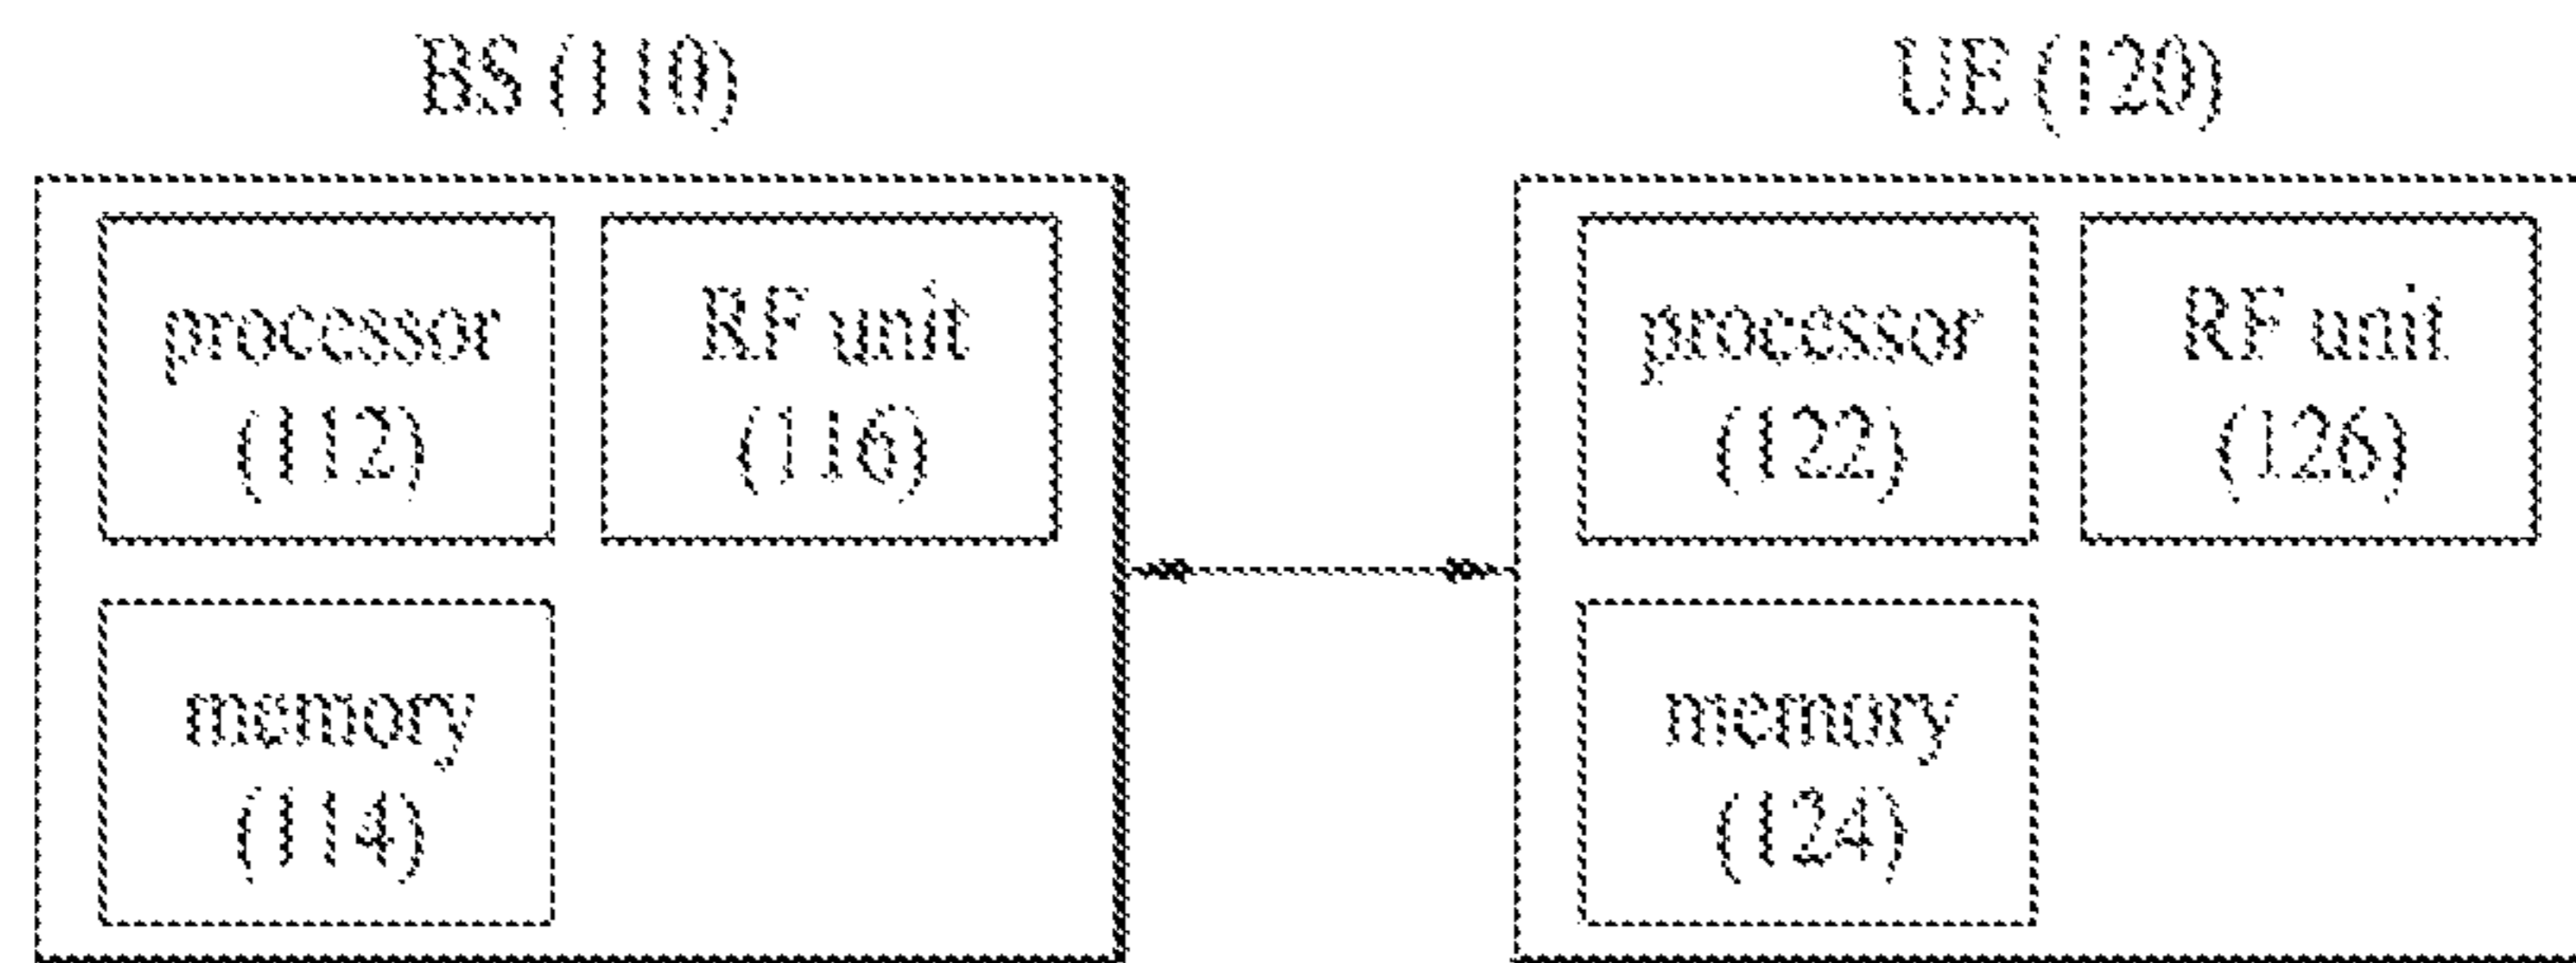 BS (110)
processor
(112)
RF unit
(116)
memory
(114)
UE (120)
processor
(122)
RF unit
(126)
memory
(124)